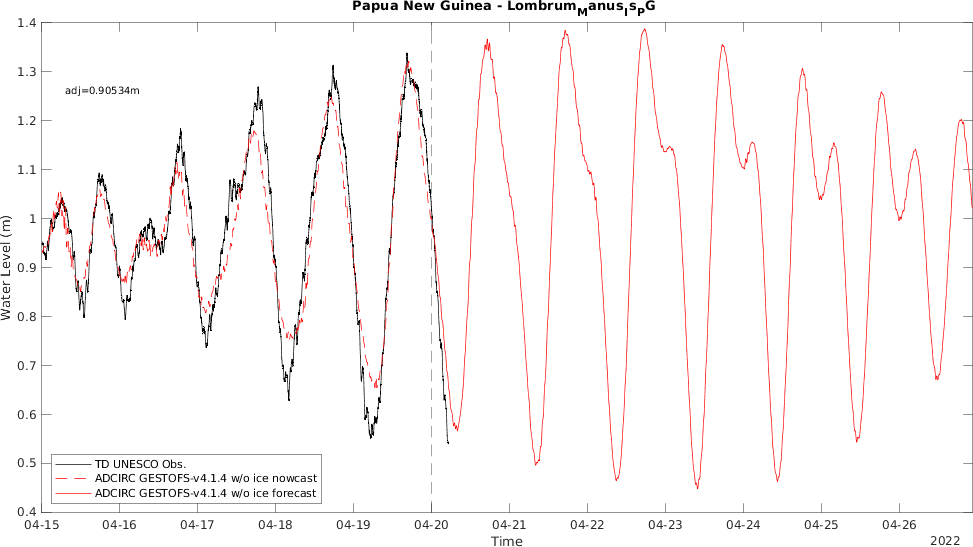 Papua New Guinea - LombrumManusIsPG
1.4
1.3
1.2
1.1
1
0.9
0.8
0.7
0.6
0.5
0.4
Water Level (m)
adj=0.90534m
TD UNESCO Obs.
ADCIRC GESTOFS-v4.1.4 w/o ice nowcast
ADCIRC GESTOFS-v4.1.4 w/o ice forecast
04-15 04-16 04-17 04-18 04-19 04-20 04-21 04-22 04-23 04-24 04-25 04-26
Time
2022